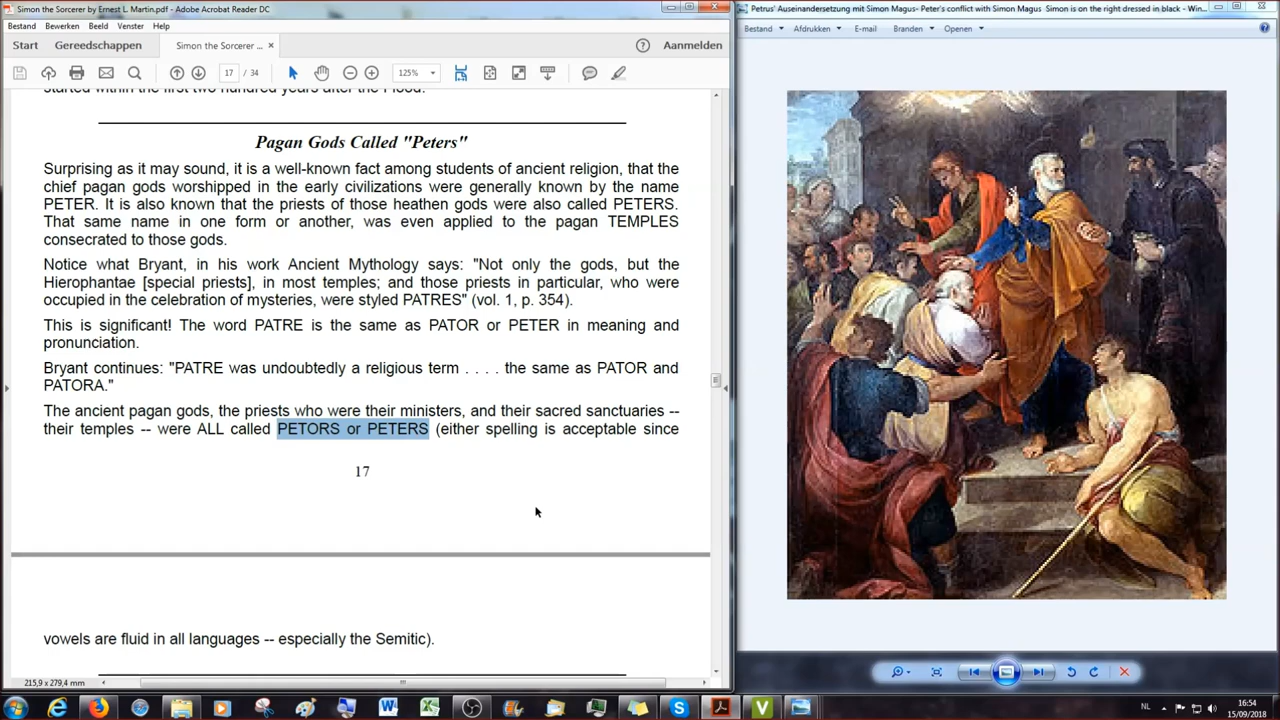 Simon the Sorcerer by Ernest L. Martin.pdf - Adobe Acrobat Reader DC
Bestand Bewerken Beeld Venster Help
Start Gereedschappen Simon the Sorcerer ... × Aanmelden
17 / 34 125%
started within the first two hundred years after the Flood.
Pagan Gods Called "Peters"
Surprising as it may sound, it is a well-known fact among students of ancient religion, that the
chief pagan gods worshipped in the early civilizations were generally known by the name
PETER. It is also known that the priests of those heathen gods were also called PETERS.
That same name in one form or another, was even applied to the pagan TEMPLES
consecrated to those gods.
Notice what Bryant, in his work Ancient Mythology says: "Not only the gods, but the
Hierophantae [special priests], in most temples; and those priests in particular, who were
occupied in the celebration of mysteries, were styled PATRES" (vol. 1, p. 354).
This is significant! The word PATRE is the same as PATOR or PETER in meaning and
pronunciation.
Bryant continues: "PATRE was undoubtedly a religious term . . . . the same as PATOR and
PATORA."
The ancient pagan gods, the priests who were their ministers, and their sacred sanctuaries --
their temples -- were ALL called PETORS or PETERS (either spelling is acceptable since
17
vowels are fluid in all languages -- especially the Semitic).
215,9 x 279,4 mm
Petrus' Auseinandersetzung mit Simon Magus- Peter's conflict with Simon Magus Simon is on the right dressed in black - Win...
Bestand Afdrukken E-mail Branden Openen
NL 16:54
15/09/2018